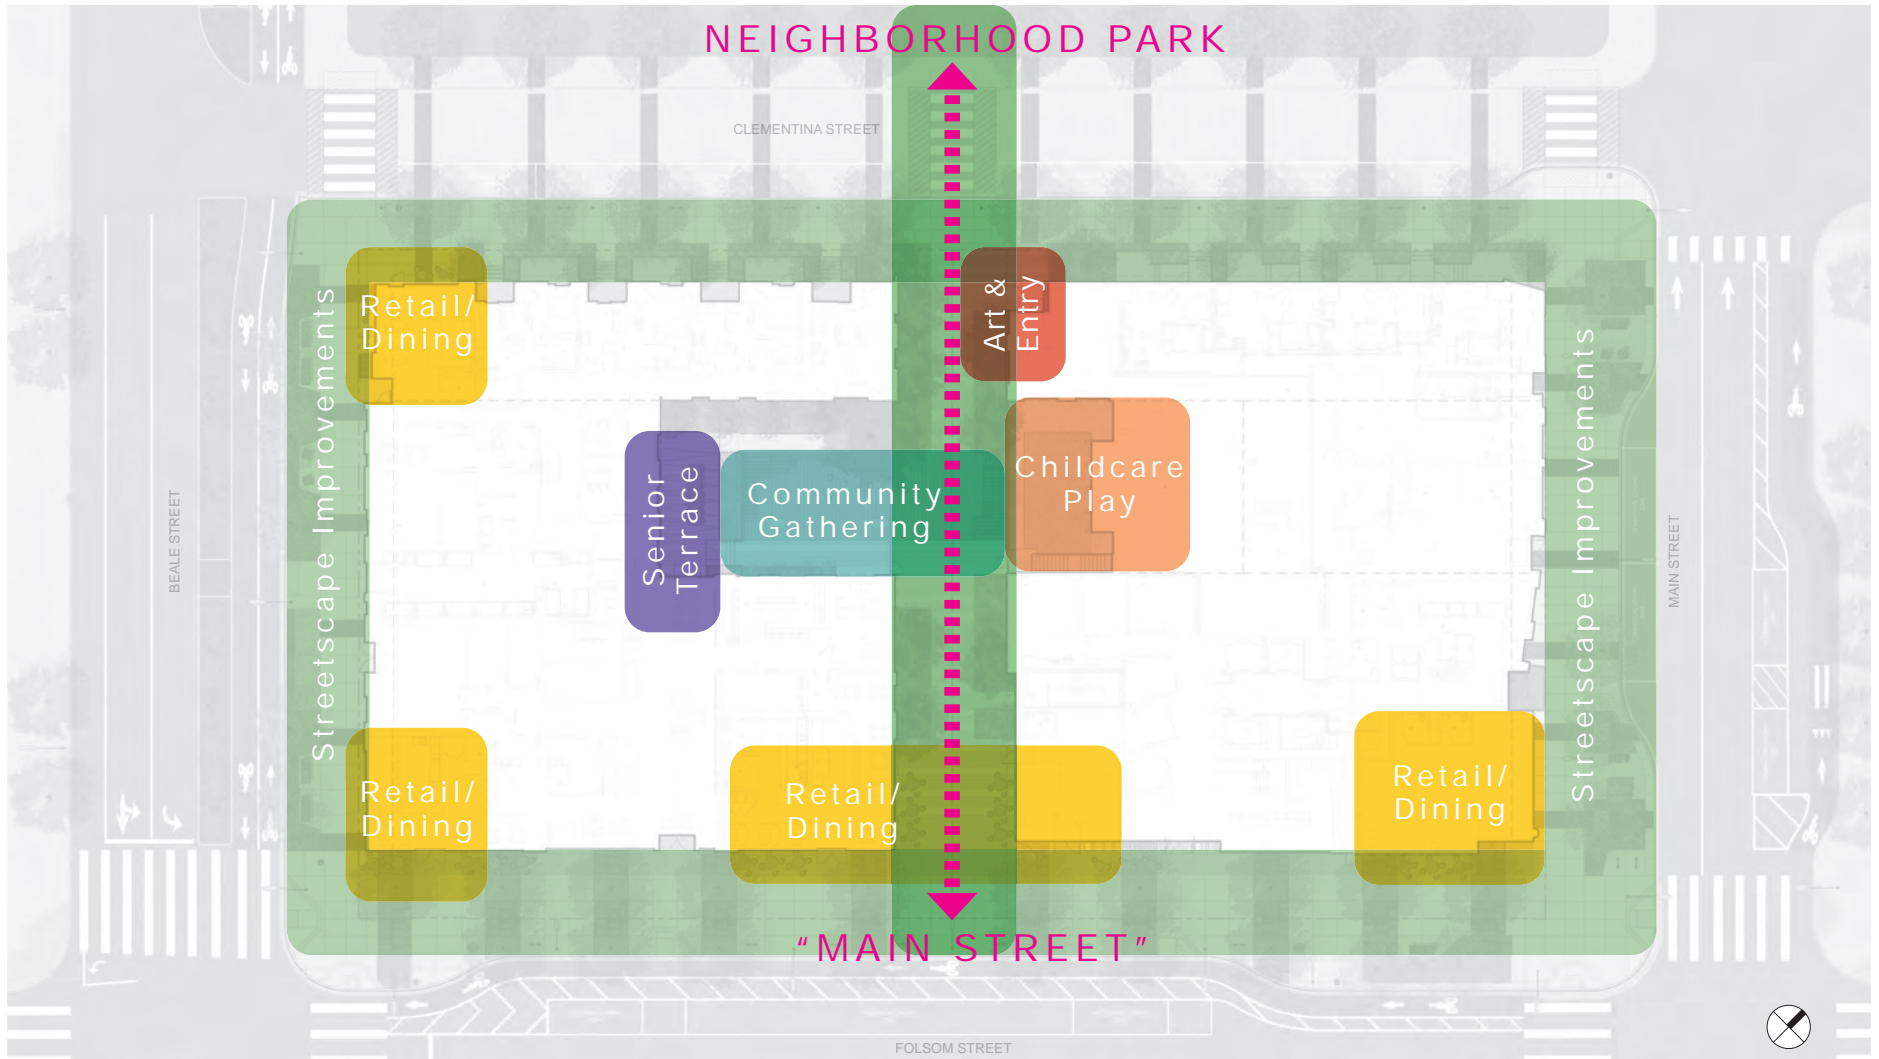 NEIGHBORHOOD PARK
CLEMENTINA STREET
Retail/
Dining
Art &
Entry
Streetscape Improvements
Streetscape Improvements
Childcare
Play
Senior
Terrace
Community
Gathering
BEALE STREET
MAIN STREET
Retail/
Dining
Retail/
Dining
Retail/
Dining
“MAIN STREET”
FOLSOM STREET